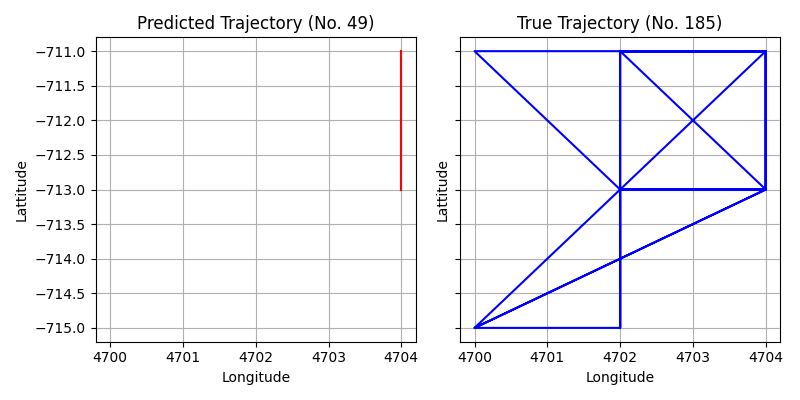 Predicted Trajectory (No. 49)
True Trajectory (No. 185)
Lattitude
−711.0
−711.5
−712.0
−712.5
−713.0
−713.5
−714.0
−714.5
−715.0
4700 4701 4702 4703 4704
Longitude
Lattitude
4700 4701 4702 4703 4704
Longitude